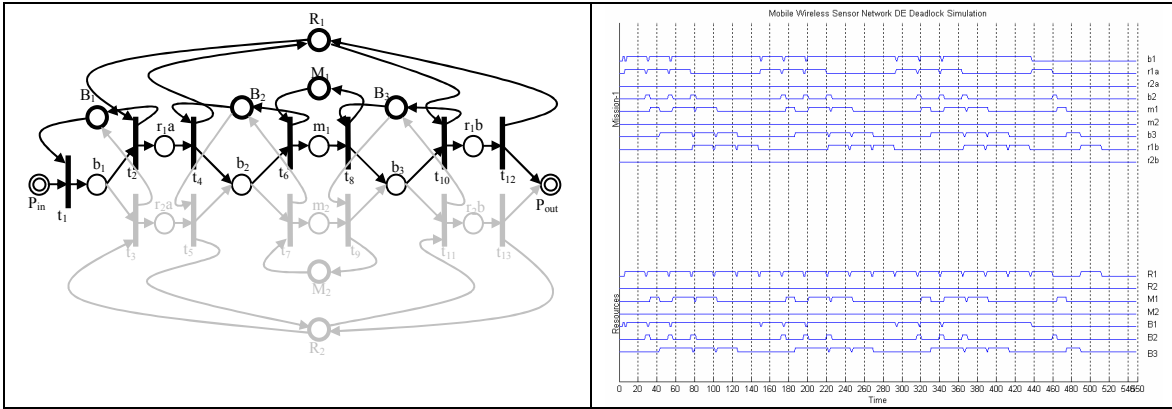 R1
M1
B1
B2
B3
r1a
m1
r1b
t2
t4
t6
t8
t10
t12
b1
b2
b3
Pin
t1
Pout
r2a
m2
r2b
t3
t5
t7
t9
t11
t13
M2
R2
Mobile Wireless Sensor Network DE Deadlock Simulation
Mission-1
b1
r1a
r2a
b2
m1
m2
b3
r1b
r2b
Resources
R1
R2
M1
M2
B1
B2
B3
0 20 40 60 80 100 120 140 160 180 200 220 240 260 280 300 320 340 360 380 400 420 440 460 480 500 520 540 550
Time